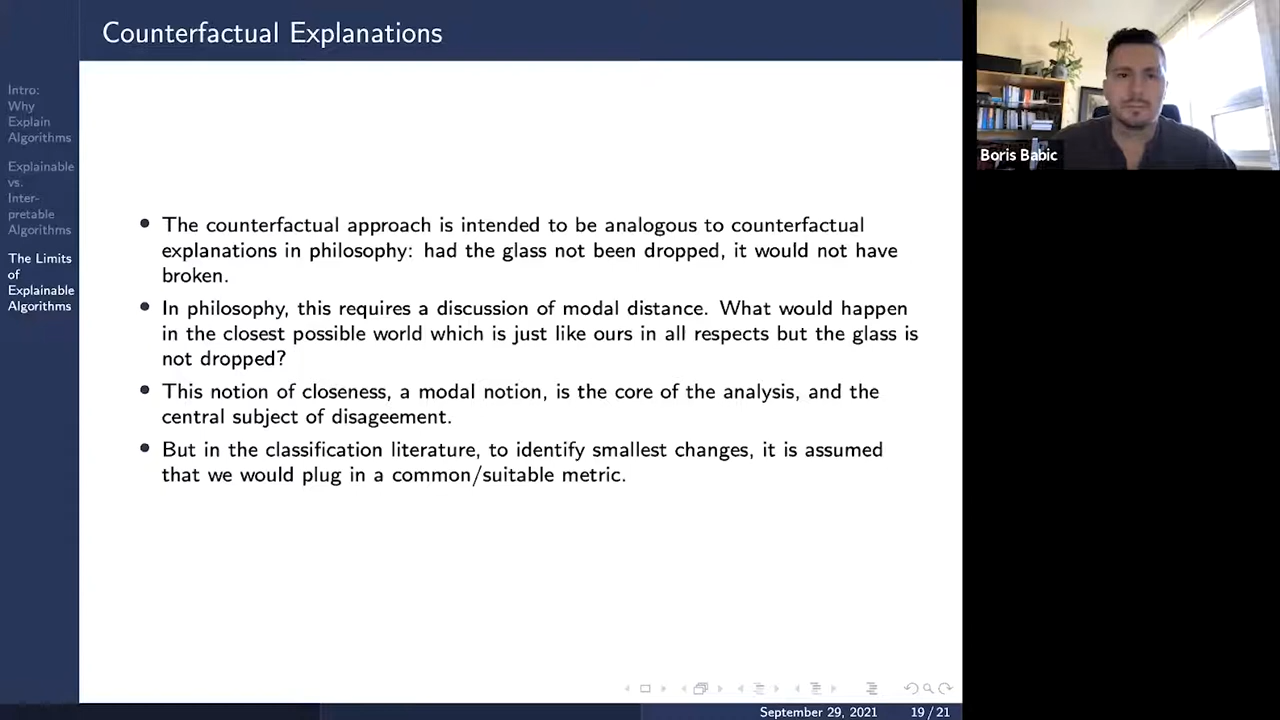 Counterfactual Explanations
Intro:
Why
Explain
Algorithms
Explainable
vs.
Inter-
pretable
Algorithms
The Limits
of
Explainable
Algorithms
• The counterfactual approach is intended to be analogous to counterfactual
explanations in philosophy: had the glass not been dropped, it would not have
broken.
• In philosophy, this requires a discussion of modal distance. What would happen
in the closest possible world which is just like ours in all respects but the glass is
not dropped?
• This notion of closeness, a modal notion, is the core of the analysis, and the
central subject of disageement.
• But in the classification literature, to identify smallest changes, it is assumed
that we would plug in a common/suitable metric.
September 29, 2021 19 / 21
Boris Babic